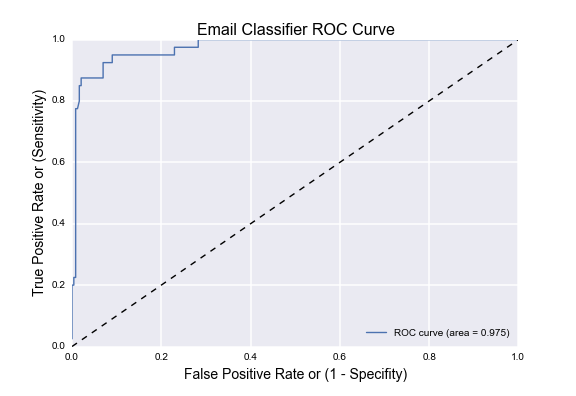 Email Classifier ROC Curve
1.0
0.8
0.6
0.4
0.2
0.0
True Positive Rate or (Sensitivity)
ROC curve (area = 0.975)
0.0 0.2 0.4 0.6 0.8 1.0
False Positive Rate or (1 - Specifity)